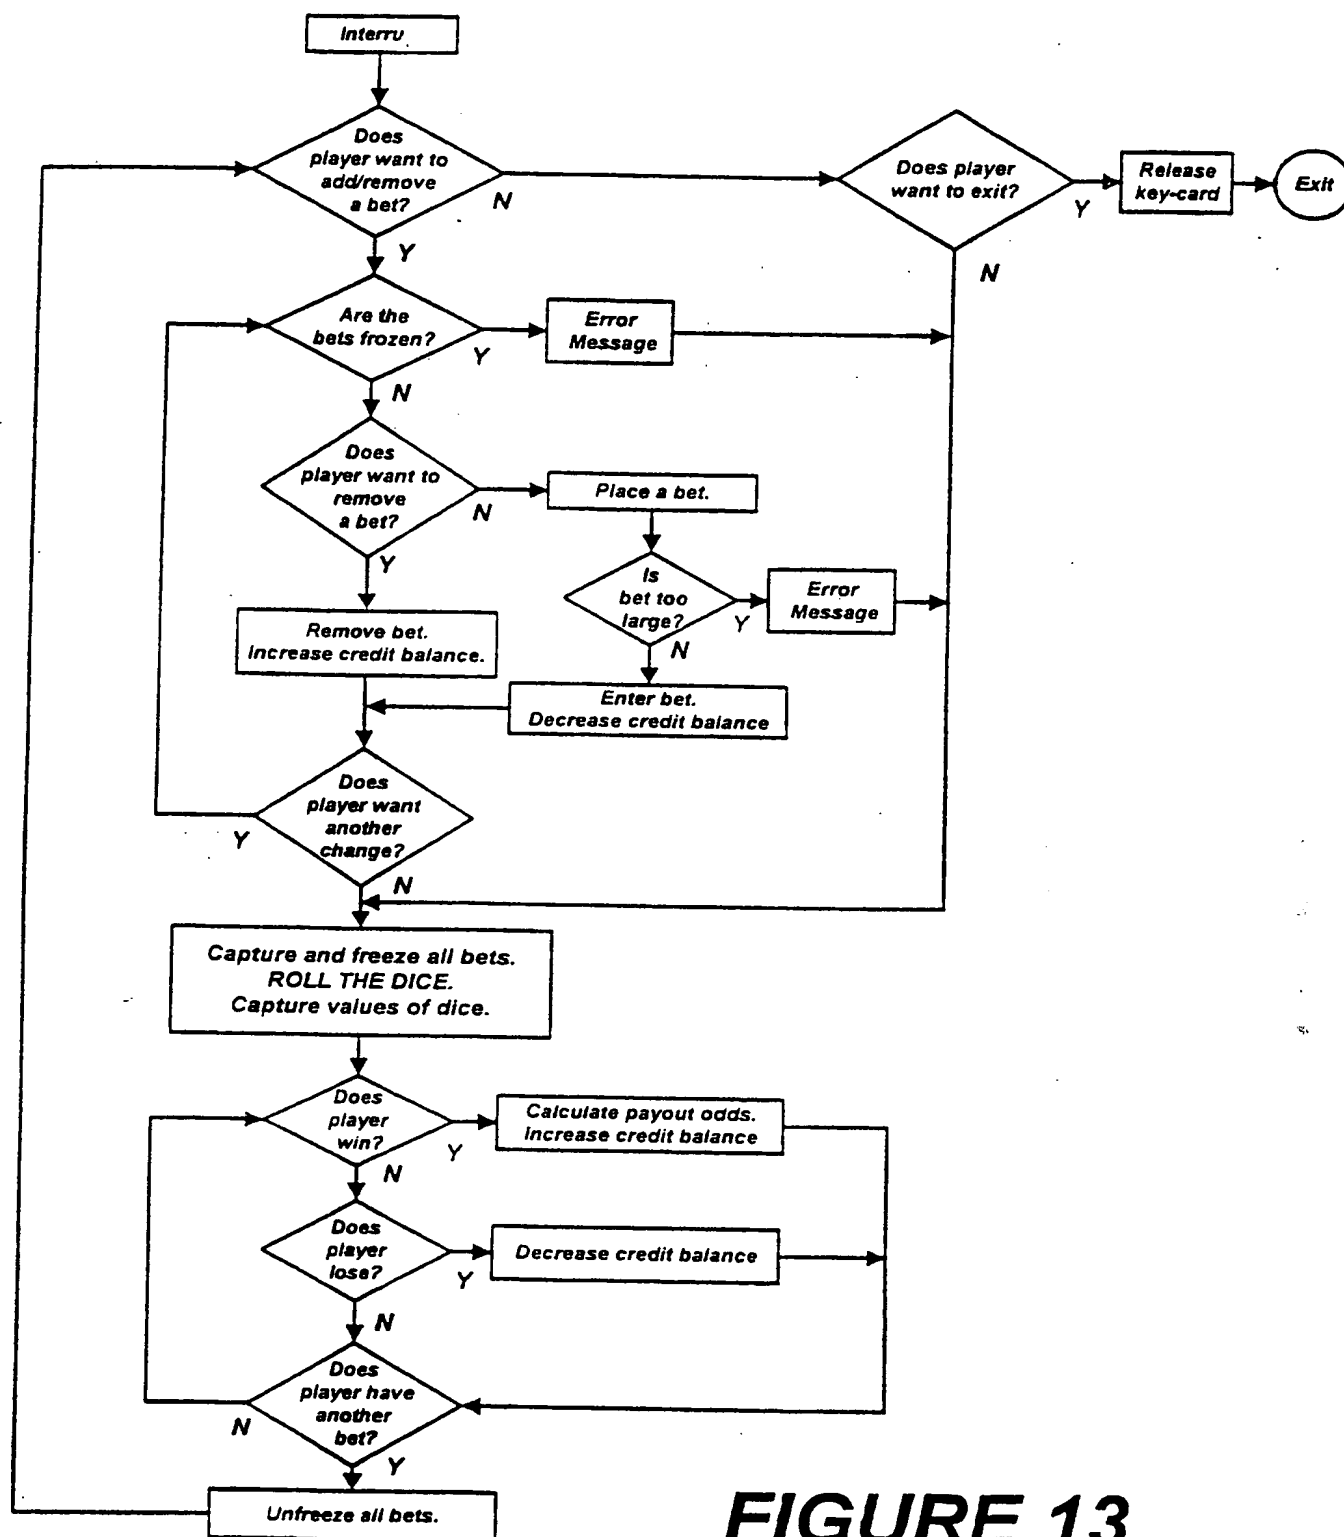 Interru
Does
player want to
add/remove
a bet?
N
Y
Does player
want to exit?
Y
N
Release
key-card
Exit
Are the
bets frozen?
Y
N
Error
Message
Does
player want to
remove
a bet?
N
Y
Place a bet.
Is
bet too
large?
Y
N
Error
Message
Remove bet.
Increase credit balance.
Enter bet.
Decrease credit balance
Does
player want
another
change?
Y
N
Capture and freeze all bets.
ROLL THE DICE.
Capture values of dice.
Does
player
win?
Y
N
Calculate payout odds.
Increase credit balance
Does
player
lose?
Y
N
Decrease credit balance
Does
player have
another
bet?
N
Y
Unfreeze all bets.
FIGURE 13